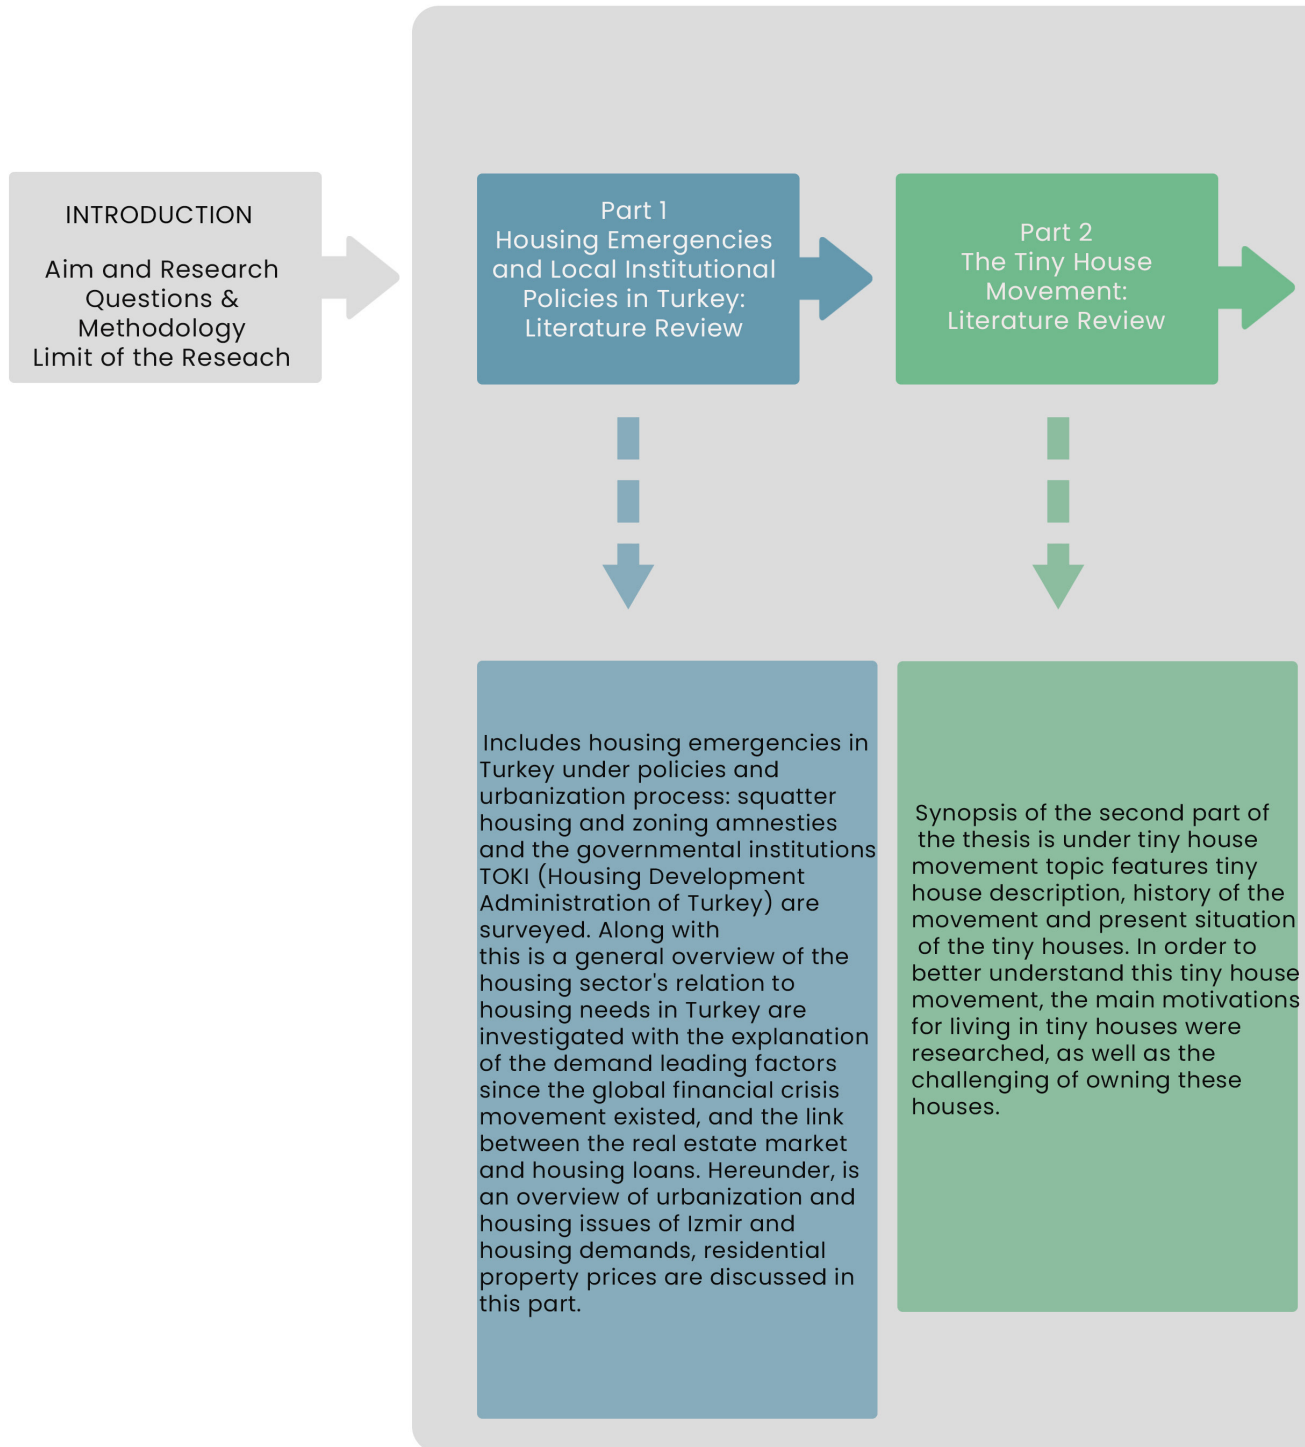 INTRODUCTION
Aim and Research
Questions &
Methodology
Limit of the Reseach
Part 1
Housing Emergencies
and Local Institutional
Policies in Turkey:
Literature Review
Part 2
The Tiny House
Movement:
Literature Review
Includes housing emergencies in
Turkey under policies and
urbanization process: squatter
housing and zoning amnesties
and the governmental institutions
TOKI (Housing Development
Administration of Turkey) are
surveyed. Along with
this is a general overview of the
housing sector's relation to
housing needs in Turkey are
investigated with the explanation
of the demand leading factors
since the global financial crisis
movement existed, and the link
between the real estate market
and housing loans. Hereunder, is
an overview of urbanization and
housing issues of Izmir and
housing demands, residential
property prices are discussed in
this part.
Synopsis of the second part of
the thesis is under tiny house
movement topic features tiny
house description, history of the
movement and present situation
of the tiny houses. In order to
better understand this tiny house
movement, the main motivations
for living in tiny houses were
researched, as well as the
challenging of owning these
houses.